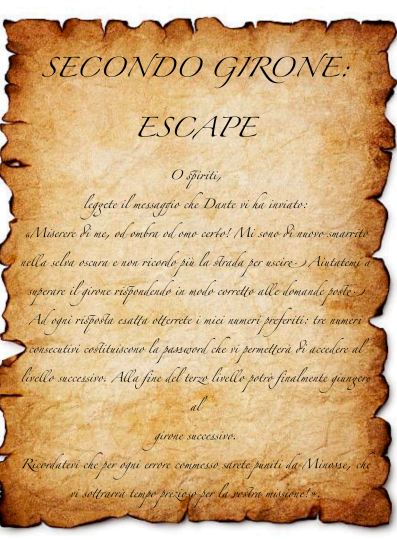 SECONDO GIRONE:
ESCAPE
O spiriti,
leggete il messaggio che Dante vi ha inviato:
«Miserere di me, od ombra od omo certo! Mi sono di nuovo smarrito
nella selva oscura e non ricordo più la strada per uscire… Aiutatemi a
superare il girone rispondendo in modo corretto alle domande poste…
Ad ogni risposta esatta otterrete i miei numeri preferiti: tre numeri
consecutivi costituiscono la password che vi permetterà di accedere al
livello successivo. Alla fine del terzo livello potrò finalmente giungere
al
girone successivo.
Ricordatevi che per ogni errore commesso sarete puniti da Minosse, che
vi sottrarrà tempo prezioso per la vostra missione!».